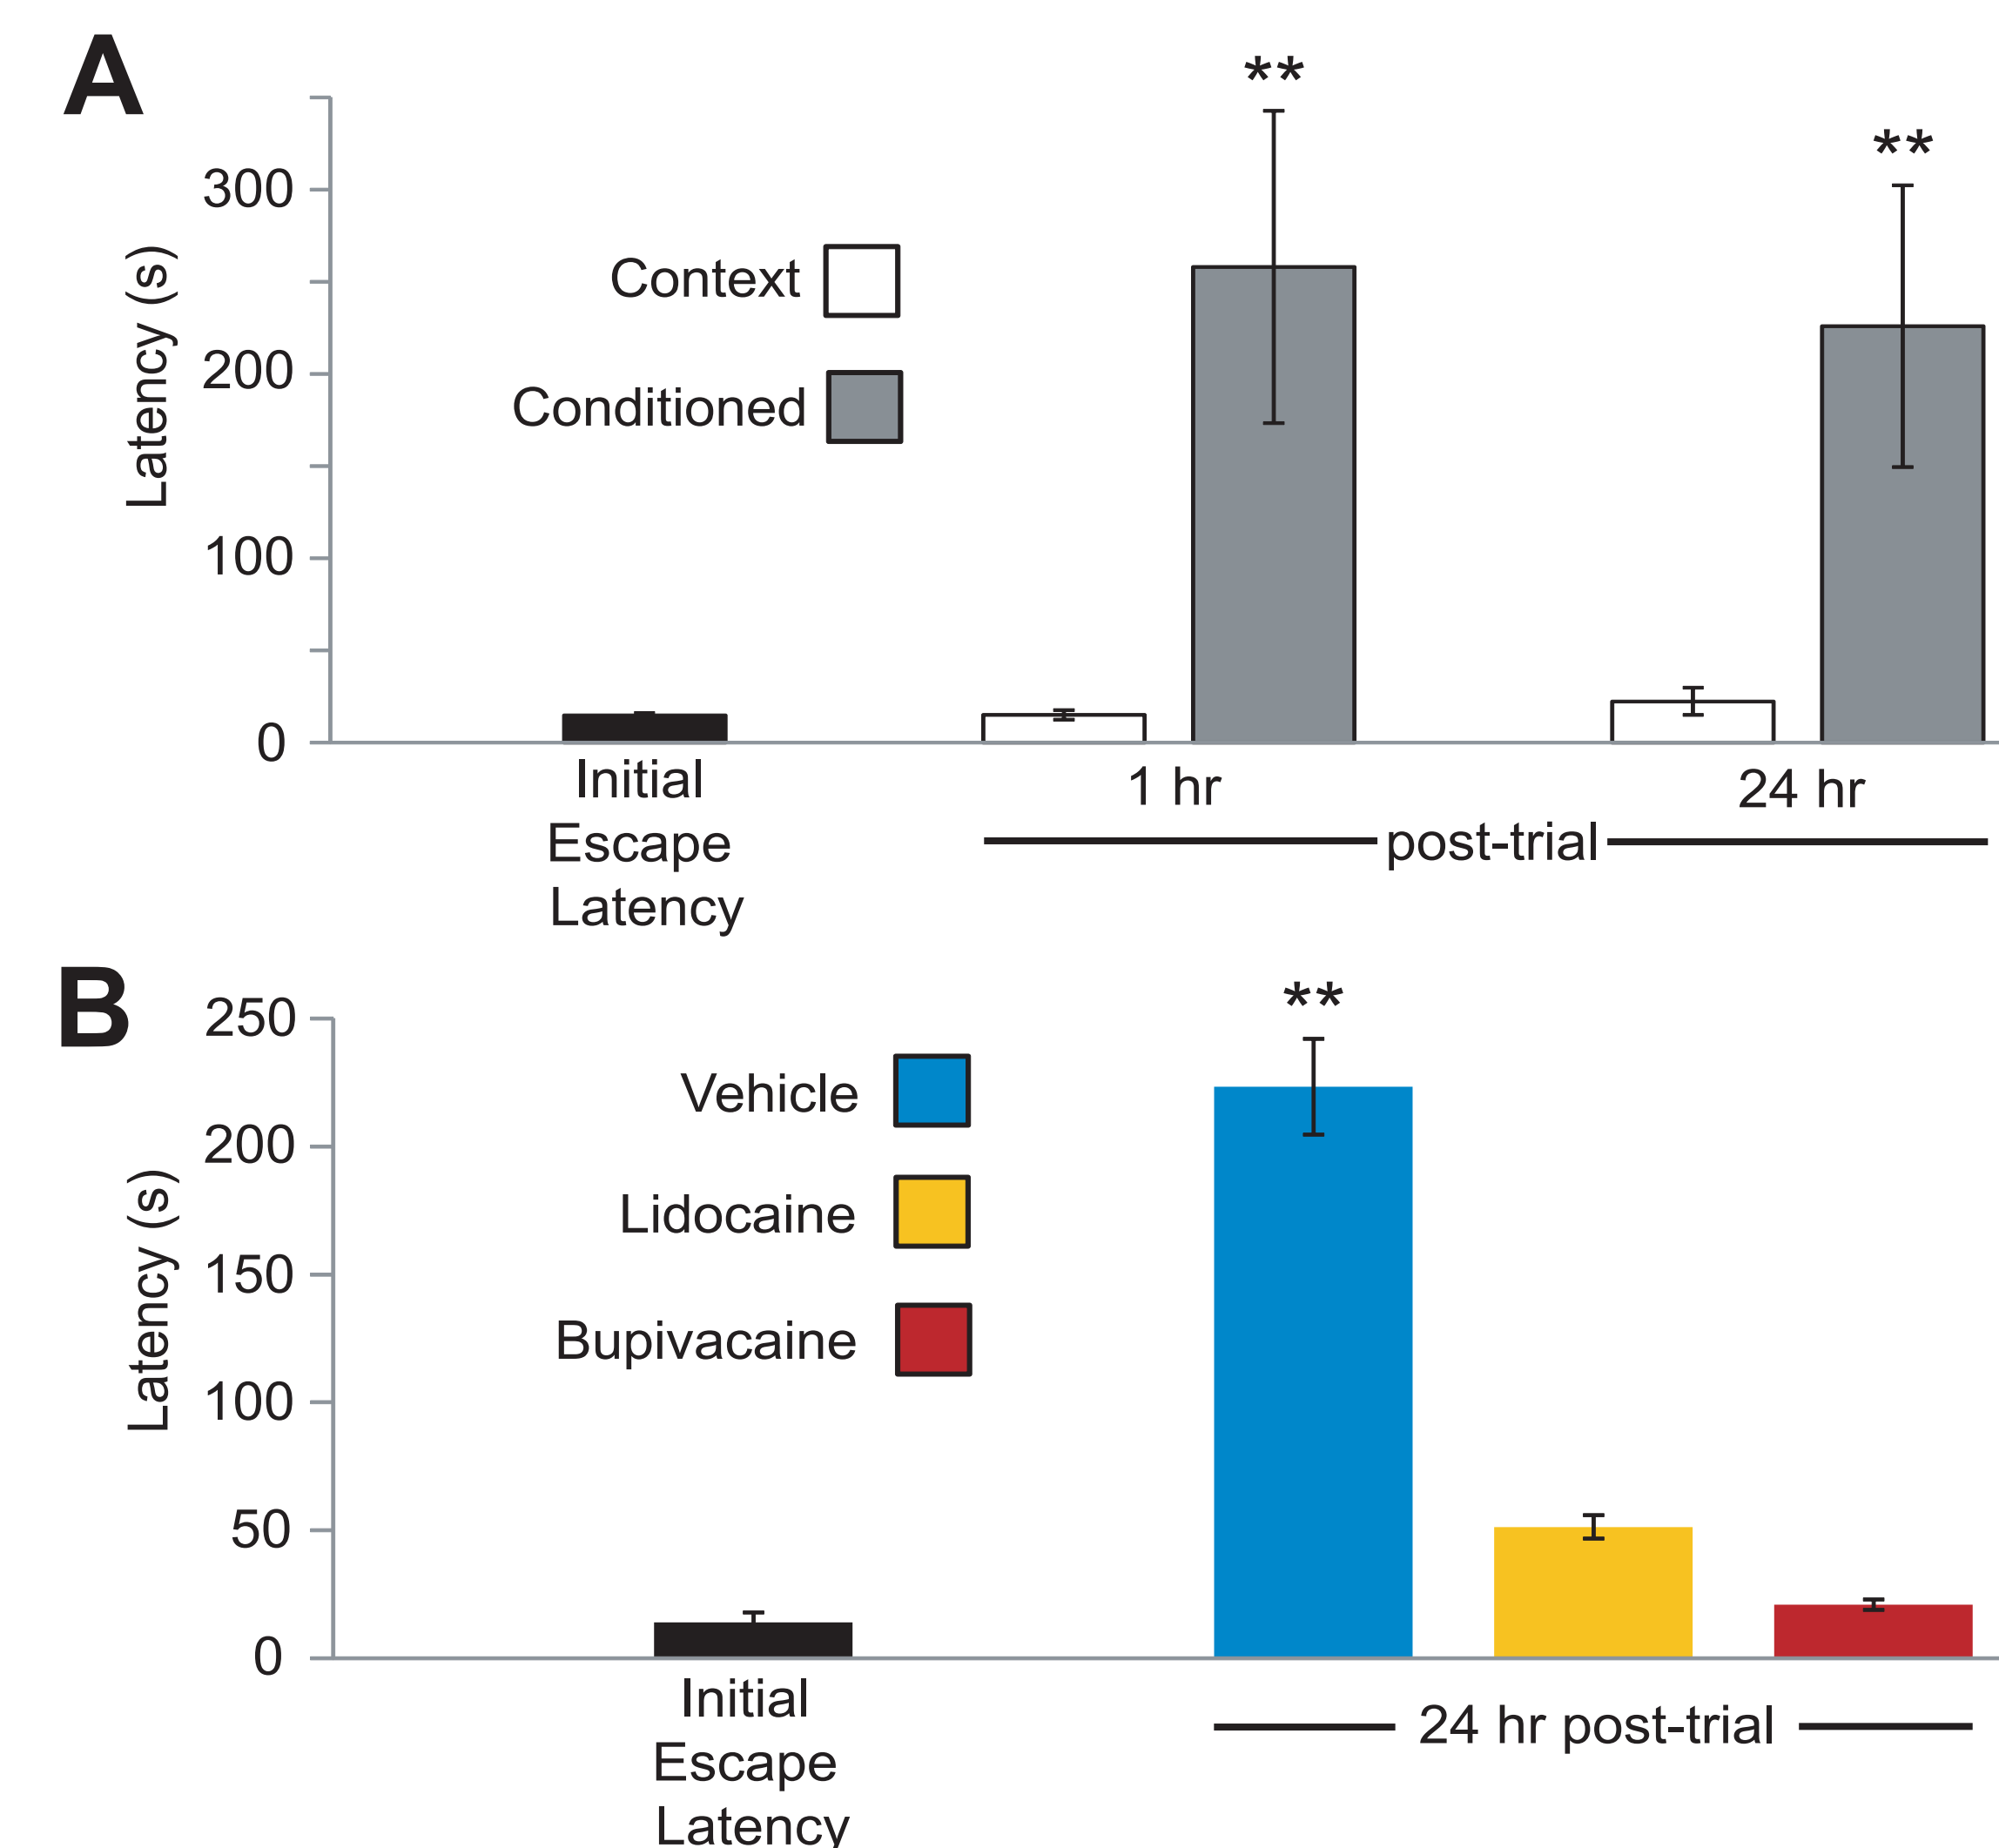 A
**
**
300
200
100
0
Latency (s)
Context
Conditioned
Initial
Escape
Latency
1 hr
24 hr
post-trial
B
**
250
200
150
100
50
0
Latency (s)
Vehicle
Lidocaine
Bupivacaine
Initial
Escape
Latency
24 hr post-trial